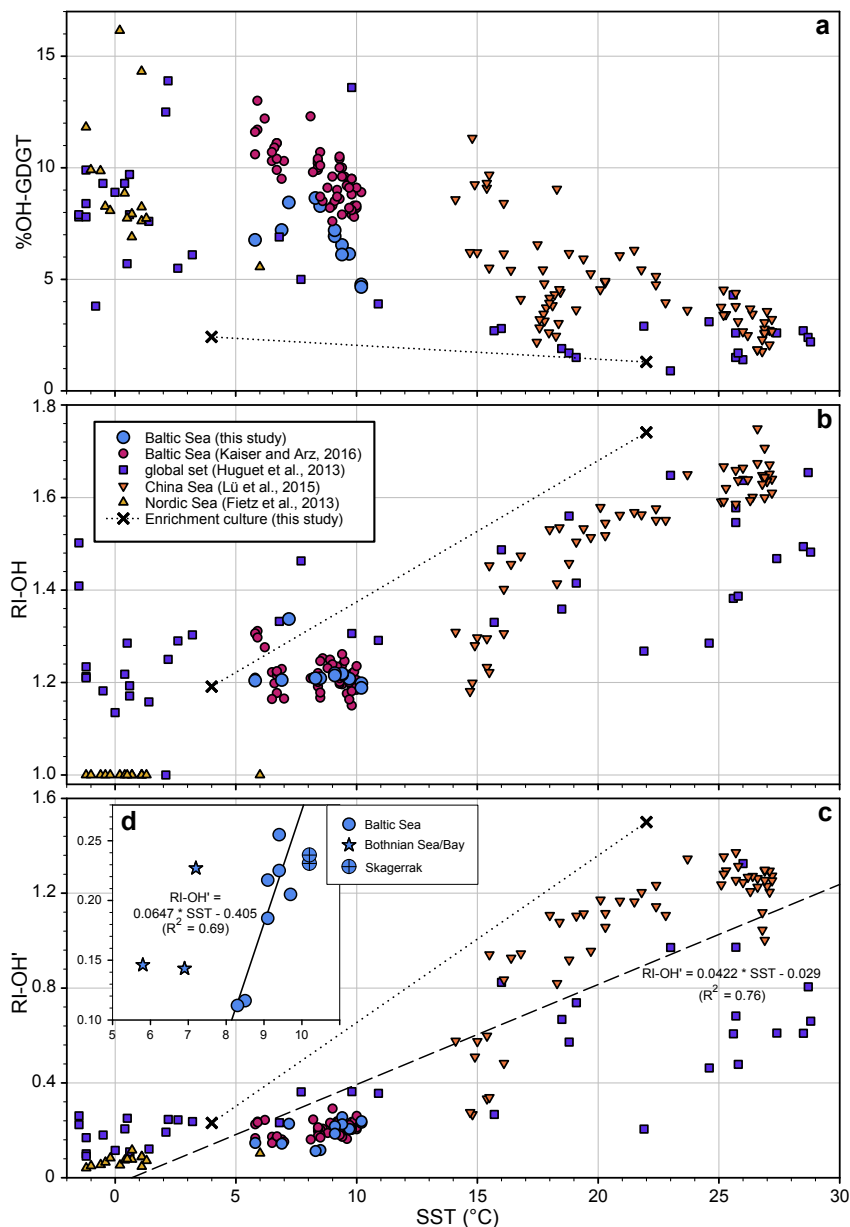 a
15
10
5
0
%OH-GDGT
b
1.8
1.6
1.4
1.2
1.0
RI-OH
Baltic Sea (this study)
Baltic Sea (Kaiser and Arz, 2016)
global set (Huguet et al., 2013)
China Sea (Lü et al., 2015)
Nordic Sea (Fietz et al., 2013)
Enrichment culture (this study)
c
1.6
1.2
0.8
0.4
0
RI-OH'
d
0.25
0.20
0.15
0.10
5 6 7 8 9 10 11
RI-OH' =
0.0647 * SST - 0.405
(R² = 0.69)
Baltic Sea
Bothnian Sea/Bay
Skagerrak
RI-OH' = 0.0422 * SST - 0.029
(R² = 0.76)
0 5 10 15 20 25 30
SST (°C)